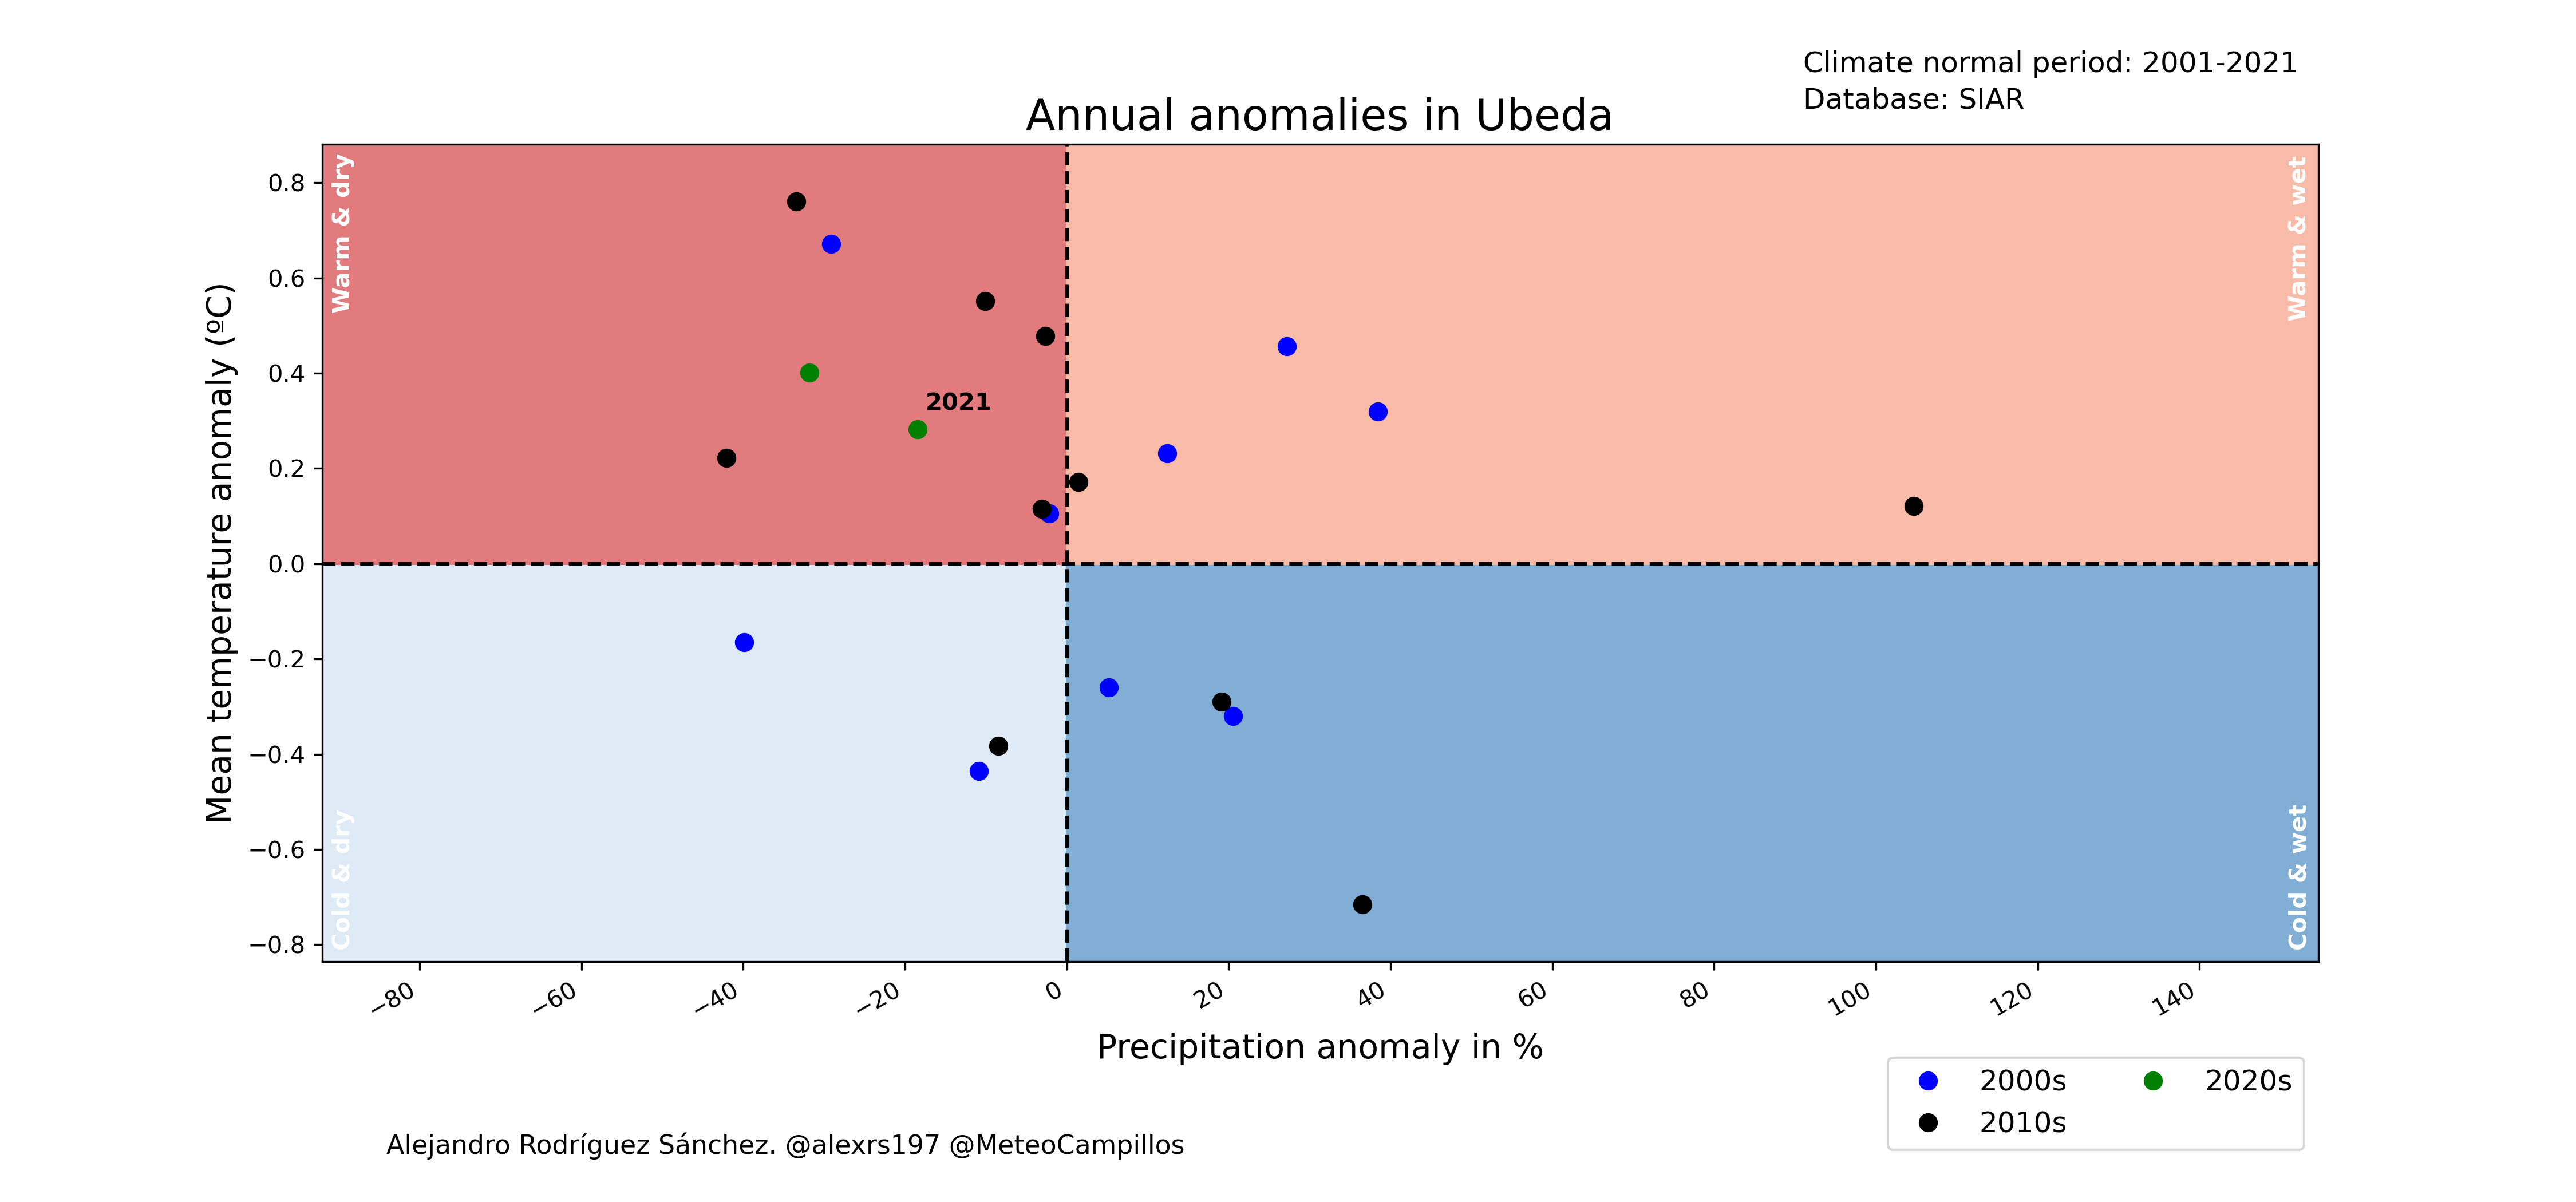 Climate normal period: 2001-2021
Database: SIAR
Annual anomalies in Ubeda
Warm & dry
Warm & wet
Mean temperature anomaly (ºC)
0.8
0.6
0.4
0.2
0.0
−0.2
−0.4
−0.6
−0.8
2021
Cold & dry
Cold & wet
−80 −60 −40 −20 0 20 40 60 80 100 120 140
Precipitation anomaly in %
2000s 2020s
2010s
Alejandro Rodríguez Sánchez. @alexrs197 @MeteoCampillos